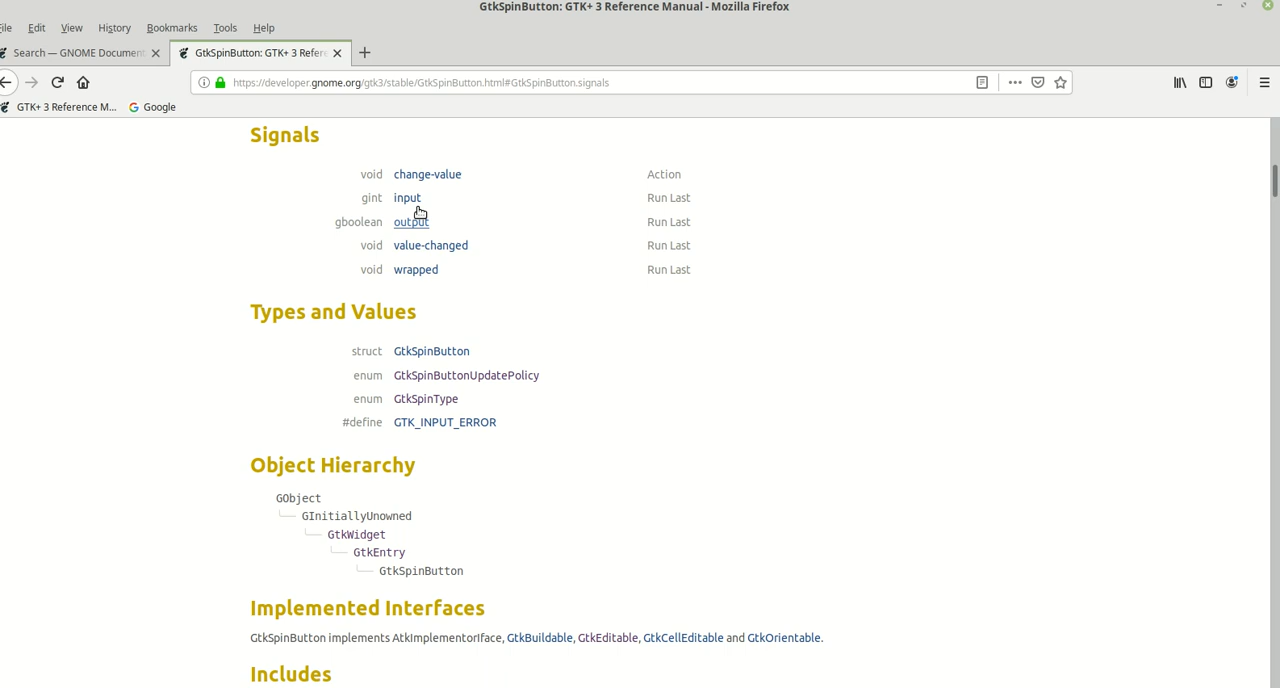 GtkSpinButton: GTK+ 3 Reference Manual - Mozilla Firefox
ile Edit View History Bookmarks Tools Help
Search — GNOME Document
GtkSpinButton: GTK+ 3 Refere
https://developer.gnome.org/gtk3/stable/GtkSpinButton.html#GtkSpinButton.signals
GTK+ 3 Reference M... Google
Signals
void change-value Action
gint input Run Last
gboolean output Run Last
void value-changed Run Last
void wrapped Run Last
Types and Values
struct GtkSpinButton
enum GtkSpinButtonUpdatePolicy
enum GtkSpinType
#define GTK_INPUT_ERROR
Object Hierarchy
GObject
GInitiallyUnowned
GtkWidget
GtkEntry
GtkSpinButton
Implemented Interfaces
GtkSpinButton implements AtkImplementorIface, GtkBuildable, GtkEditable, GtkCellEditable and GtkOrientable.
Includes